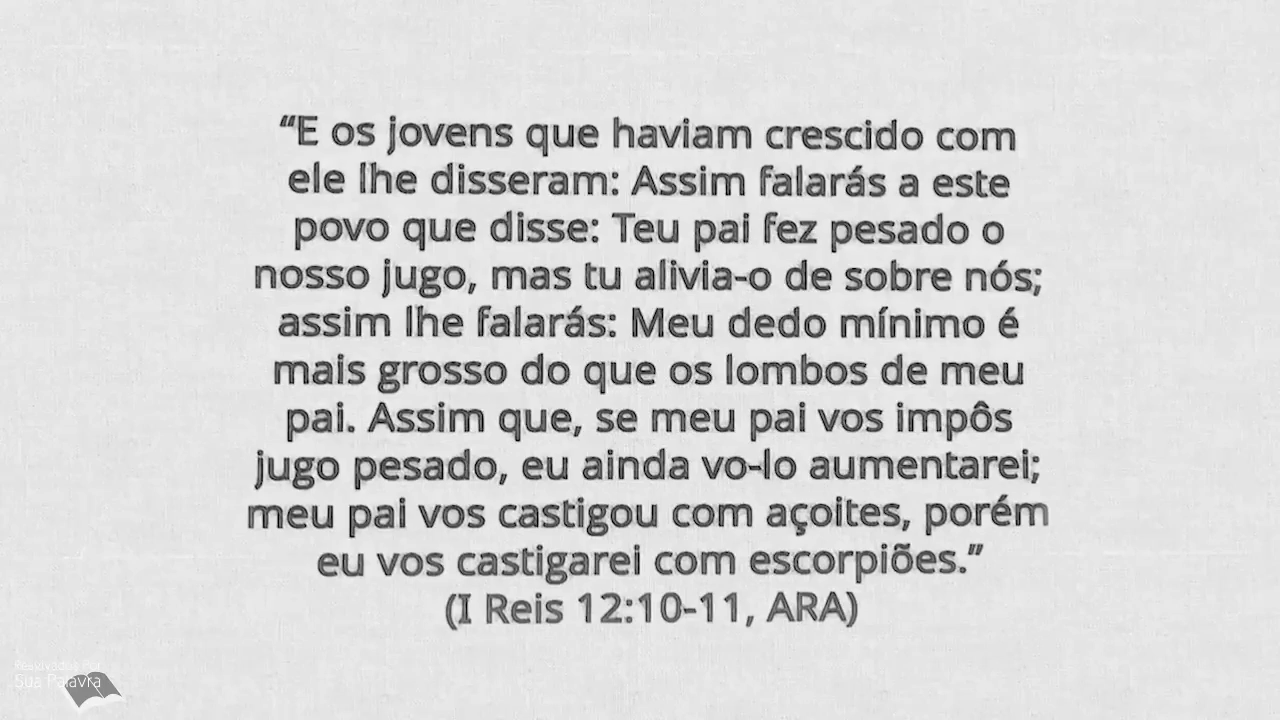 “E os jovens que haviam crescido com
ele lhe disseram: Assim falarás a este
povo que disse: Teu pai fez pesado o
nosso jugo, mas tu alivia-o de sobre nós;
assim lhe falarás: Meu dedo mínimo é
mais grosso do que os lombos de meu
pai. Assim que, se meu pai vos impôs
jugo pesado, eu ainda vo-lo aumentarei;
meu pai vos castigou com açoites, porém
eu vos castigarei com escorpiões.”
(I Reis 12:10-11, ARA)
Reavivados Por
Sua Palavra